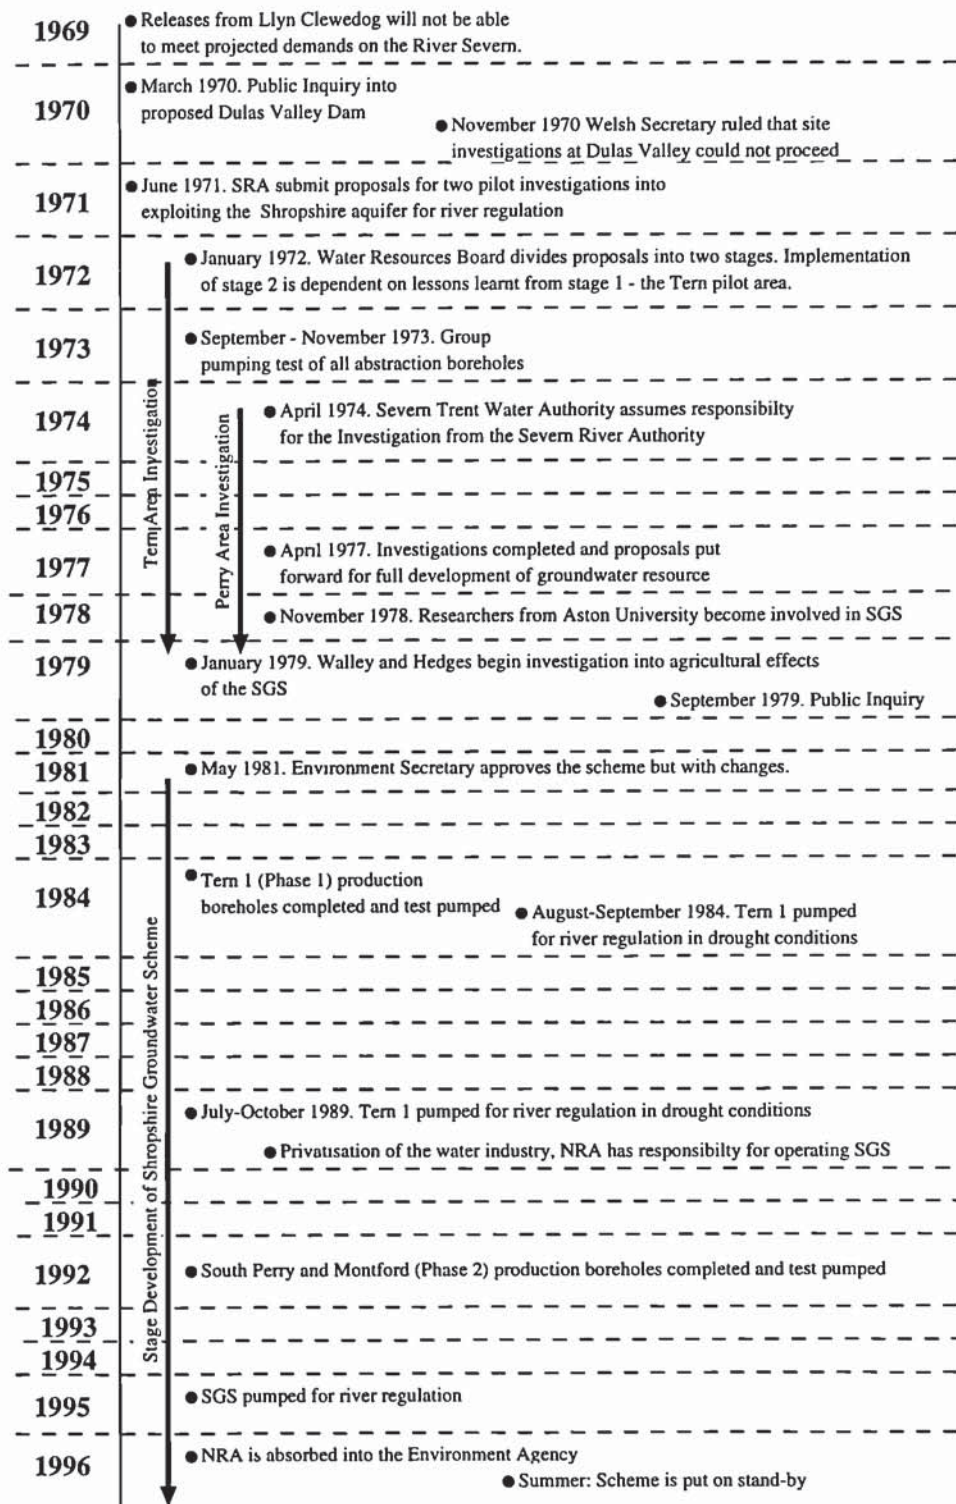 1969
● Releases from Llyn Clewedog will not be able
to meet projected demands on the River Severn.
1970
● March 1970. Public Inquiry into
proposed Dulas Valley Dam
● November 1970 Welsh Secretary ruled that site
investigations at Dulas Valley could not proceed
1971
● June 1971. SRA submit proposals for two pilot investigations into
exploiting the Shropshire aquifer for river regulation
1972
● January 1972. Water Resources Board divides proposals into two stages. Implementation
of stage 2 is dependent on lessons learnt from stage 1 - the Tern pilot area.
1973
● September - November 1973. Group
pumping test of all abstraction boreholes
Tern Area Investigation
1974
● April 1974. Severn Trent Water Authority assumes responsibilty
for the Investigation from the Severn River Authority
Perry Area Investigation
1975
1976
1977
● April 1977. Investigations completed and proposals put
forward for full development of groundwater resource
1978
● November 1978. Researchers from Aston University become involved in SGS
1979
● January 1979. Walley and Hedges begin investigation into agricultural effects
of the SGS
● September 1979. Public Inquiry
1980
1981
● May 1981. Environment Secretary approves the scheme but with changes.
1982
1983
1984
● Tern 1 (Phase 1) production
boreholes completed and test pumped
● August-September 1984. Tern 1 pumped
for river regulation in drought conditions
Stage Development of Shropshire Groundwater Scheme
1985
1986
1987
1988
1989
● July-October 1989. Tern 1 pumped for river regulation in drought conditions
● Privatisation of the water industry, NRA has responsibilty for operating SGS
1990
1991
1992
● South Perry and Montford (Phase 2) production boreholes completed and test pumped
1993
1994
1995
● SGS pumped for river regulation
1996
● NRA is absorbed into the Environment Agency
● Summer: Scheme is put on stand-by